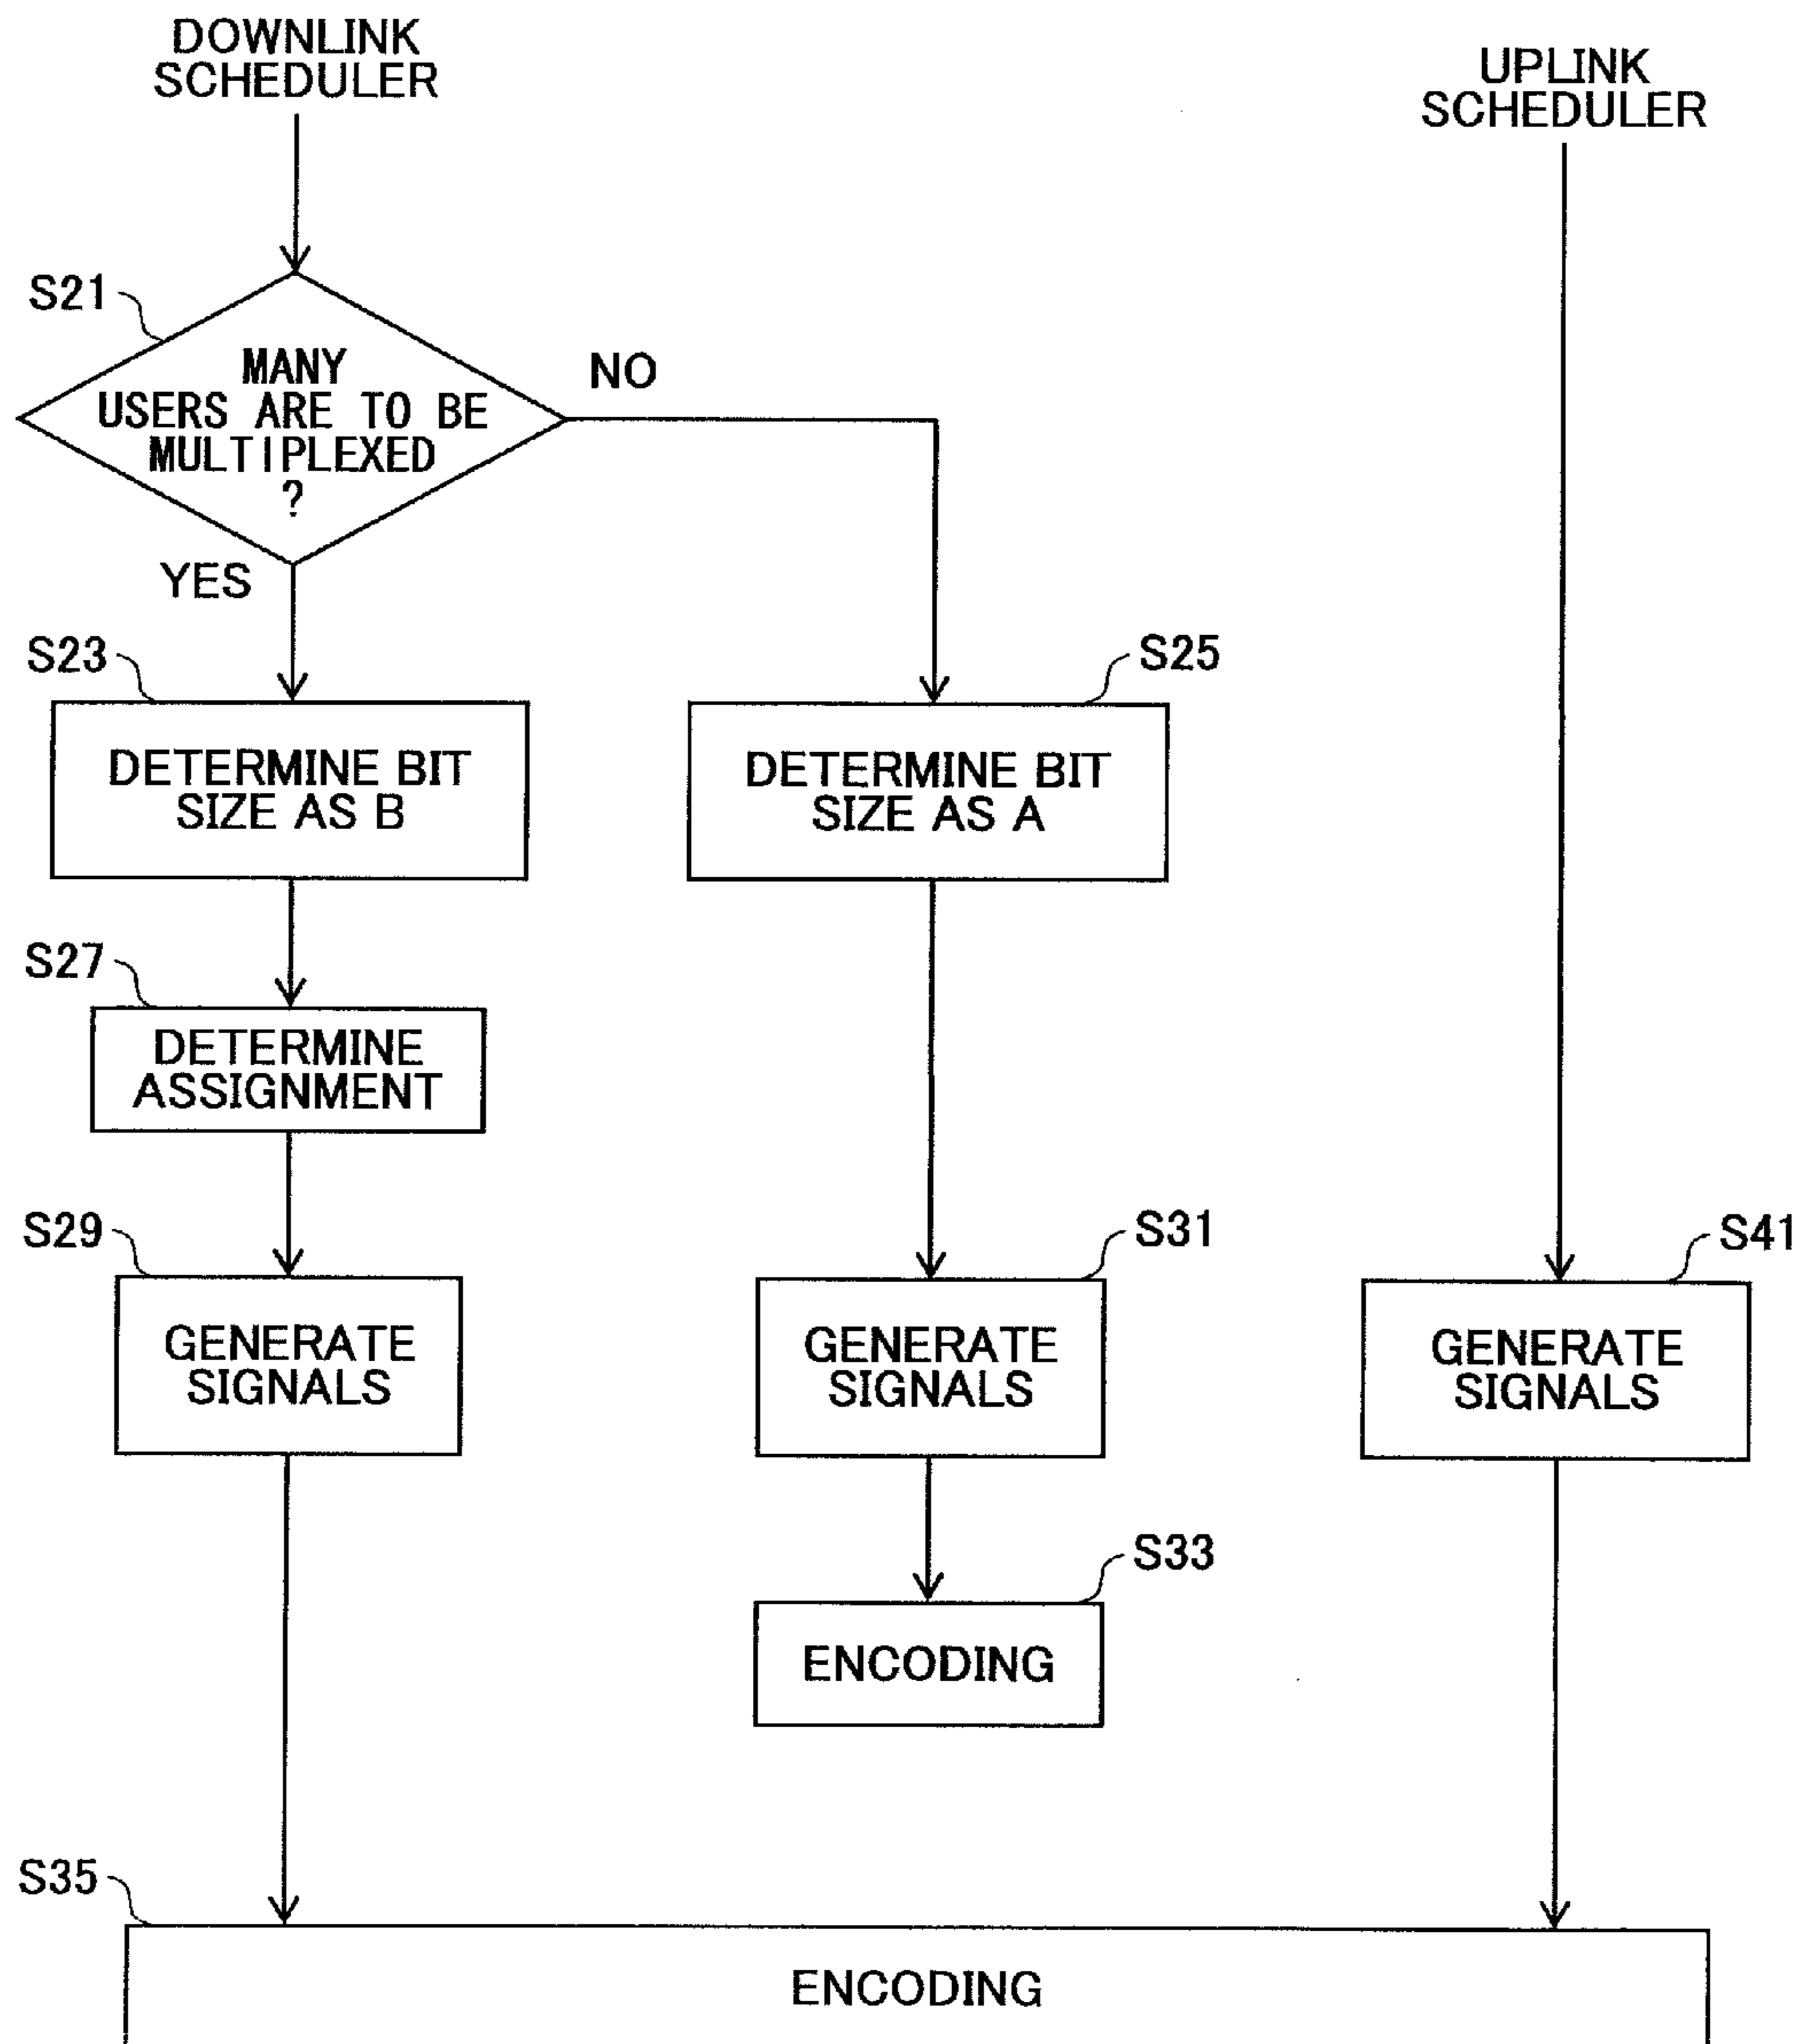 DOWNLINK
SCHEDULER
UPLINK
SCHEDULER
S21
MANY
USERS ARE TO BE
MULTIPLEXED
?
NO
YES
S23
DETERMINE BIT
SIZE AS B
S25
DETERMINE BIT
SIZE AS A
S27
DETERMINE
ASSIGNMENT
S29
GENERATE
SIGNALS
S31
GENERATE
SIGNALS
S41
GENERATE
SIGNALS
S33
ENCODING
S35
ENCODING